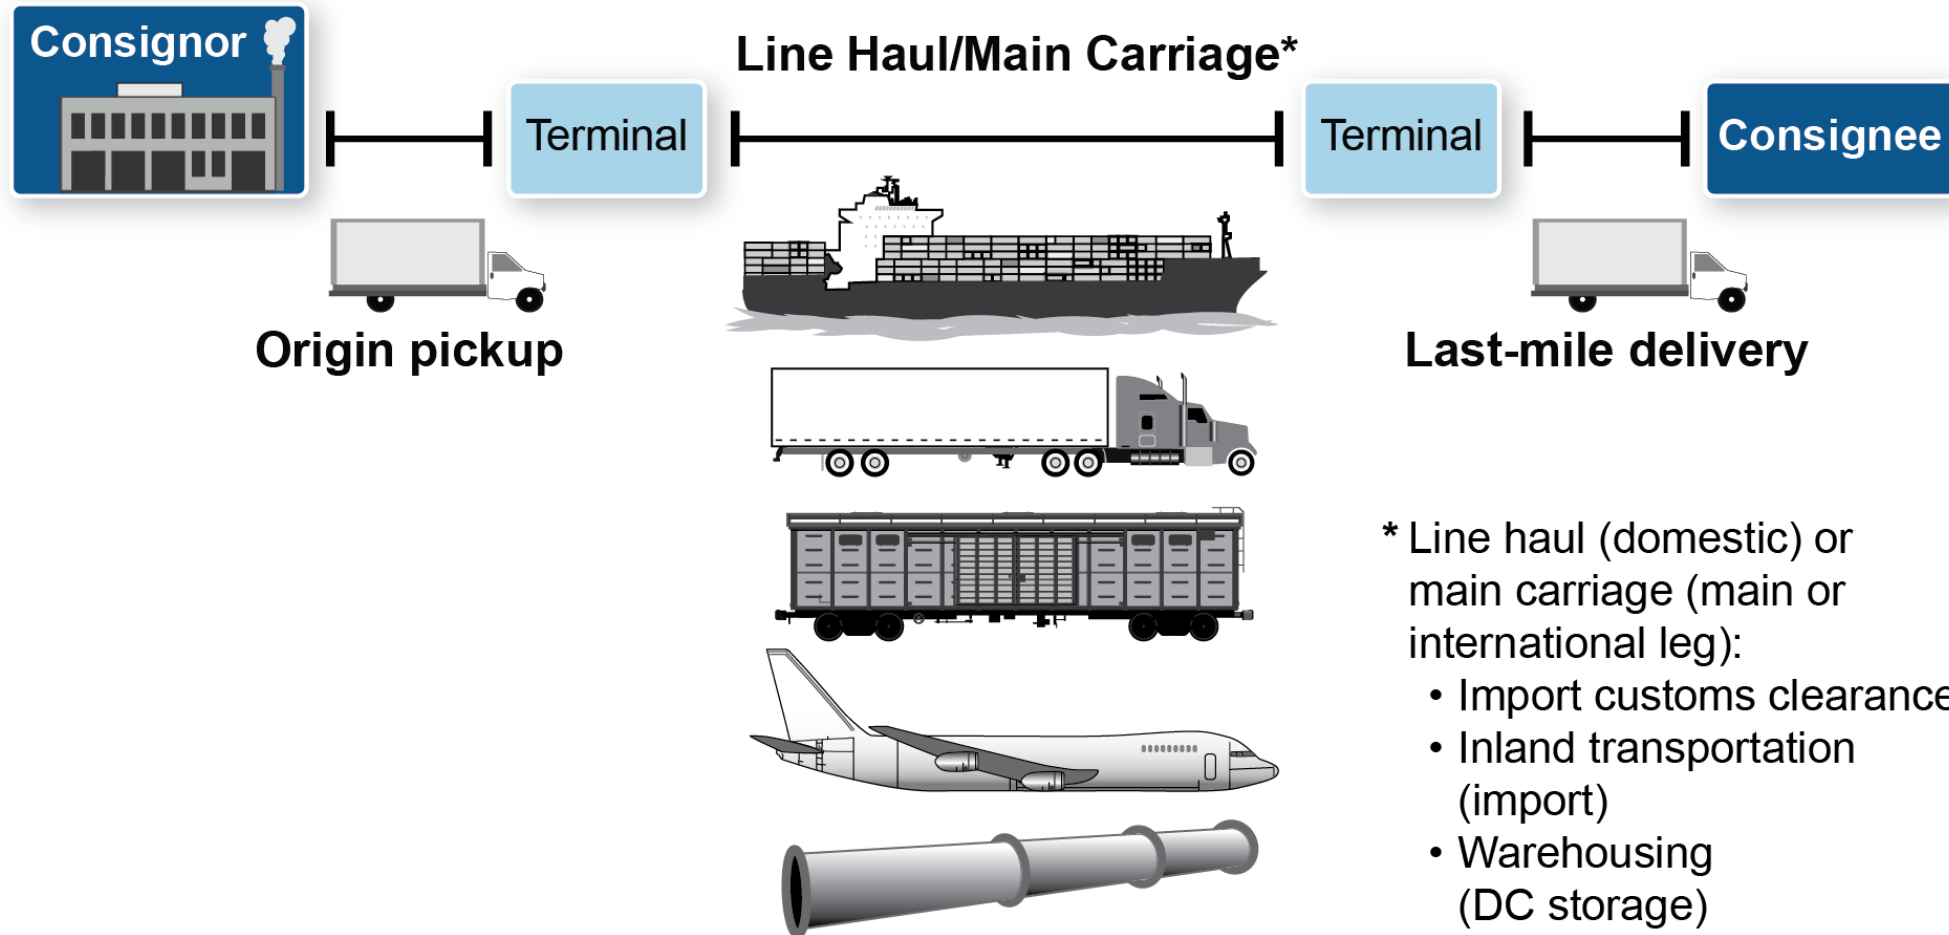 Consignor
Line Haul/Main Carriage*
Terminal
Terminal
Consignee
Origin pickup
Last-mile delivery
* Line haul (domestic) or
main carriage (main or
international leg):
• Import customs clearance
• Inland transportation
(import)
• Warehousing
(DC storage)